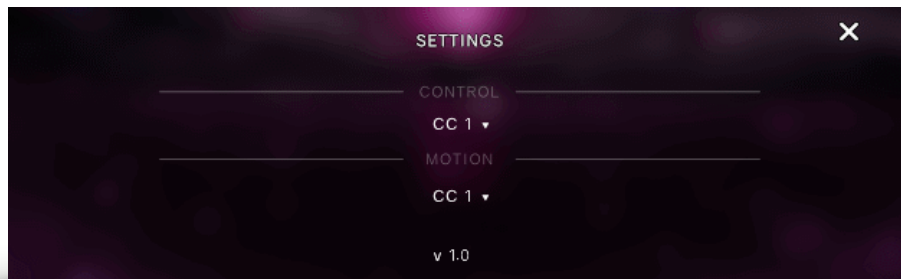 SETTINGS
CONTROL
CC 1
MOTION
CC 1
v 1.0